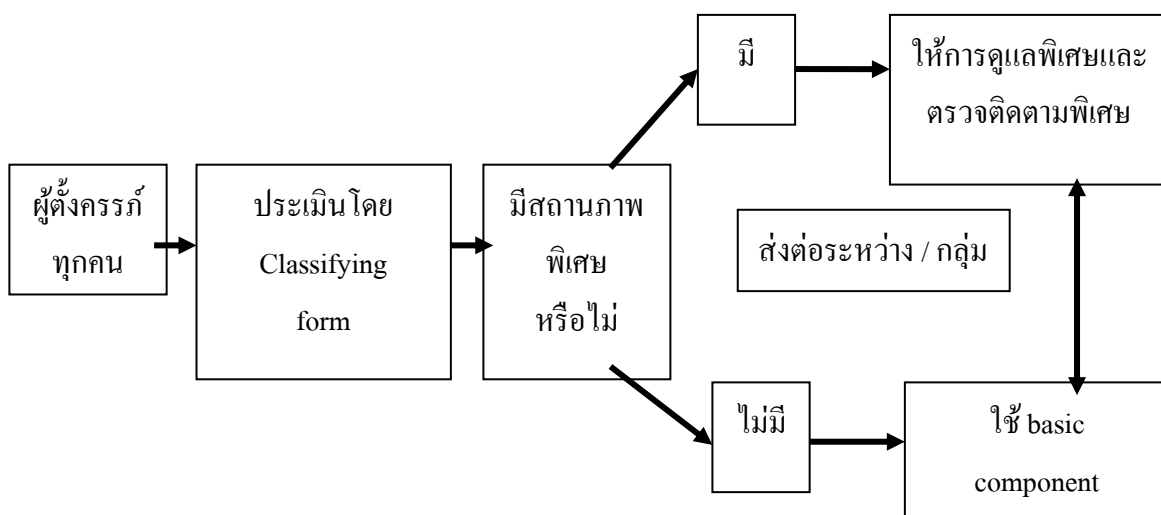 ผู้ตั้งครรภ์
ทุกคน
ประเมินโดย
Classifying
form
มีสถานภาพ
พิเศษ
หรือไม่
มี
ให้การดูแลพิเศษและ
ตรวจติดตามพิเศษ
ส่งต่อระหว่าง / กลุ่ม
ไม่มี
ใช้ basic
component